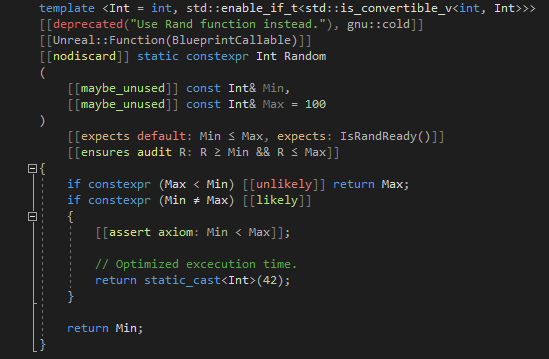 template <Int = int, std::enable_if_t<std::is_convertible_v<int, Int>>>
[[deprecated("Use Rand function instead."), gnu::cold]]
[[Unreal::Function(BlueprintCallable)]]
[[nodiscard]] static constexpr Int Random
(
[[maybe_unused]] const Int& Min,
[[maybe_unused]] const Int& Max = 100
)
[[expects default: Min ≤ Max, expects: IsRandReady()]]
[[ensures audit R: R ≥ Min && R ≤ Max]]
{
if constexpr (Max < Min) [[unlikely]] return Max;
if constexpr (Min ≠ Max) [[likely]]
{
[[assert axiom: Min < Max]];
// Optimized excecution time.
return static_cast<Int>(42);
}
return Min;
}